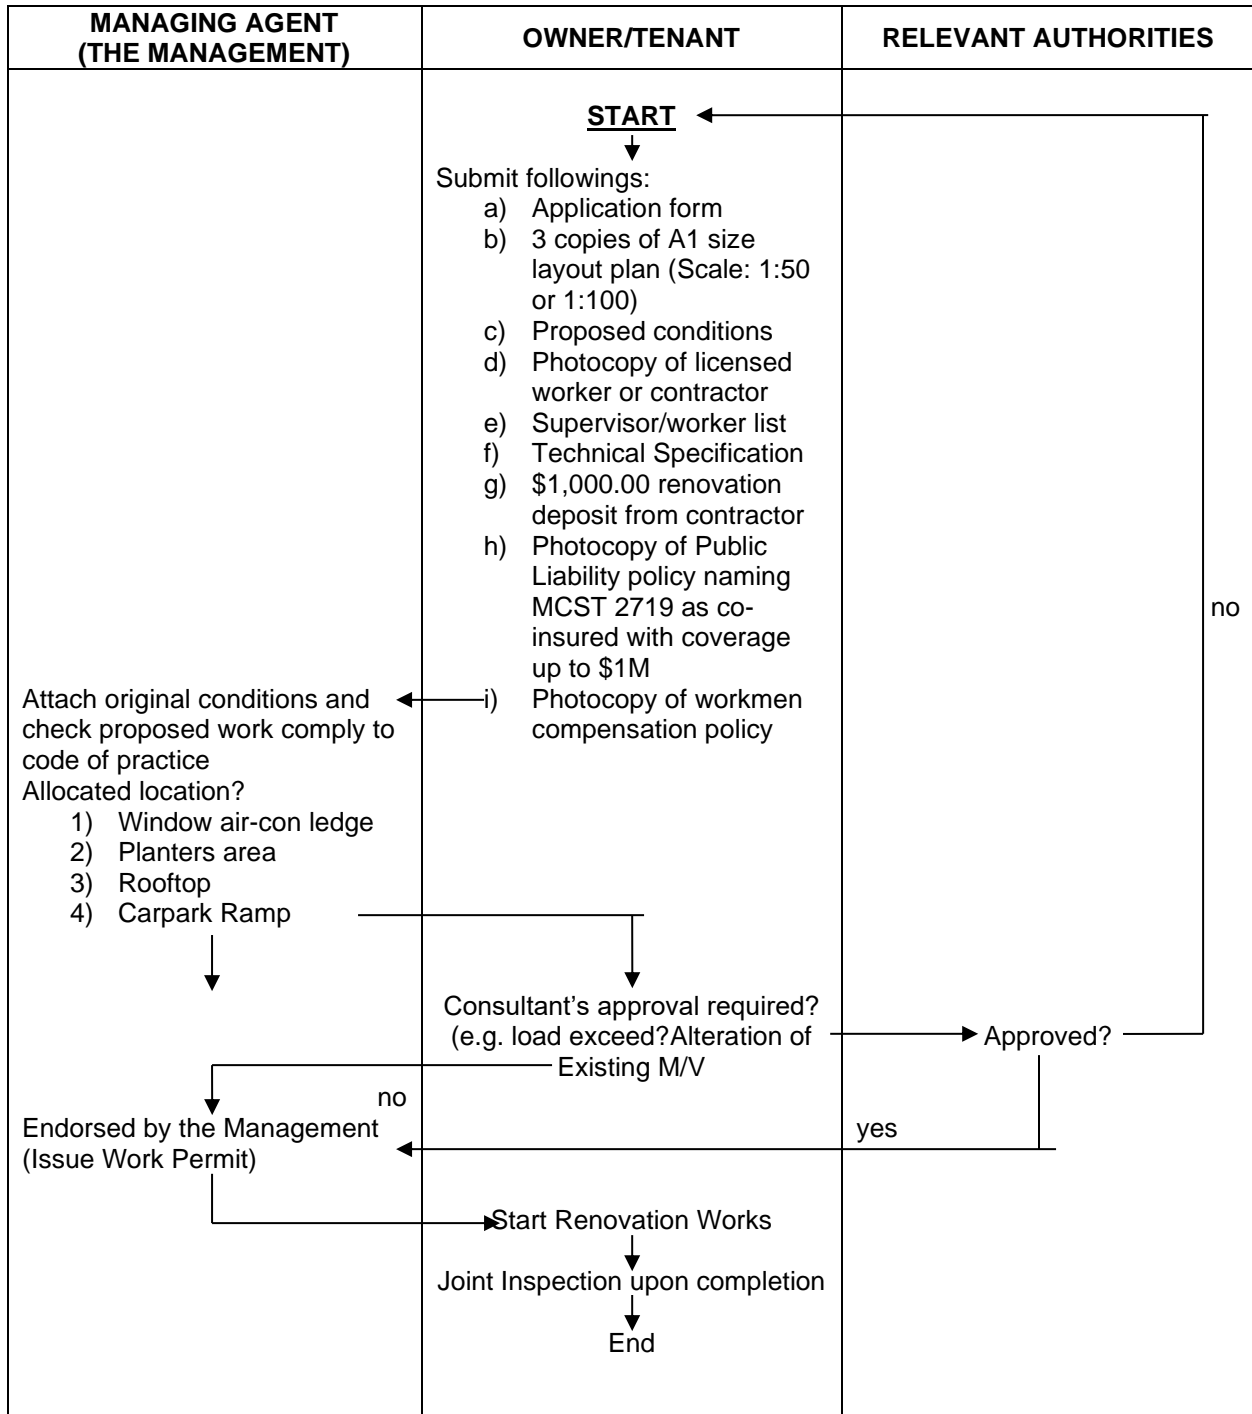 MANAGING AGENT
(THE MANAGEMENT)
OWNER/TENANT
RELEVANT AUTHORITIES
START
Submit followings:
a) Application form
b) 3 copies of A1 size
layout plan (Scale: 1:50
or 1:100)
c) Proposed conditions
d) Photocopy of licensed
worker or contractor
e) Supervisor/worker list
f) Technical Specification
g) $1,000.00 renovation
deposit from contractor
h) Photocopy of Public
Liability policy naming
MCST 2719 as co-
insured with coverage
up to $1M
i) Photocopy of workmen
compensation policy
no
Attach original conditions and
check proposed work comply to
code of practice
Allocated location?
1) Window air-con ledge
2) Planters area
3) Rooftop
4) Carpark Ramp
Consultant’s approval required?
(e.g. load exceed?Alteration of
Existing M/V
Approved?
no
yes
Endorsed by the Management
(Issue Work Permit)
Start Renovation Works
Joint Inspection upon completion
End